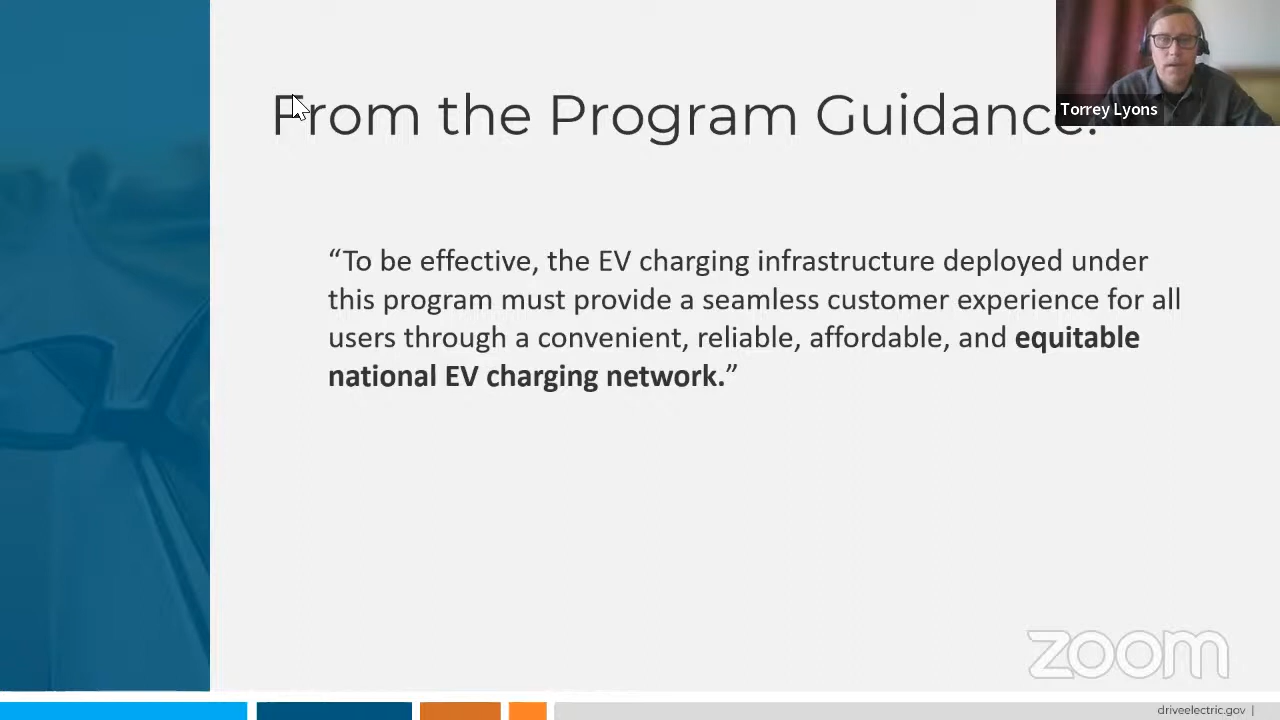 From the Program Guidance:
Torrey Lyons
“To be effective, the EV charging infrastructure deployed under
this program must provide a seamless customer experience for all
users through a convenient, reliable, affordable, and equitable
national EV charging network.”
zoom
driveelectric.gov |